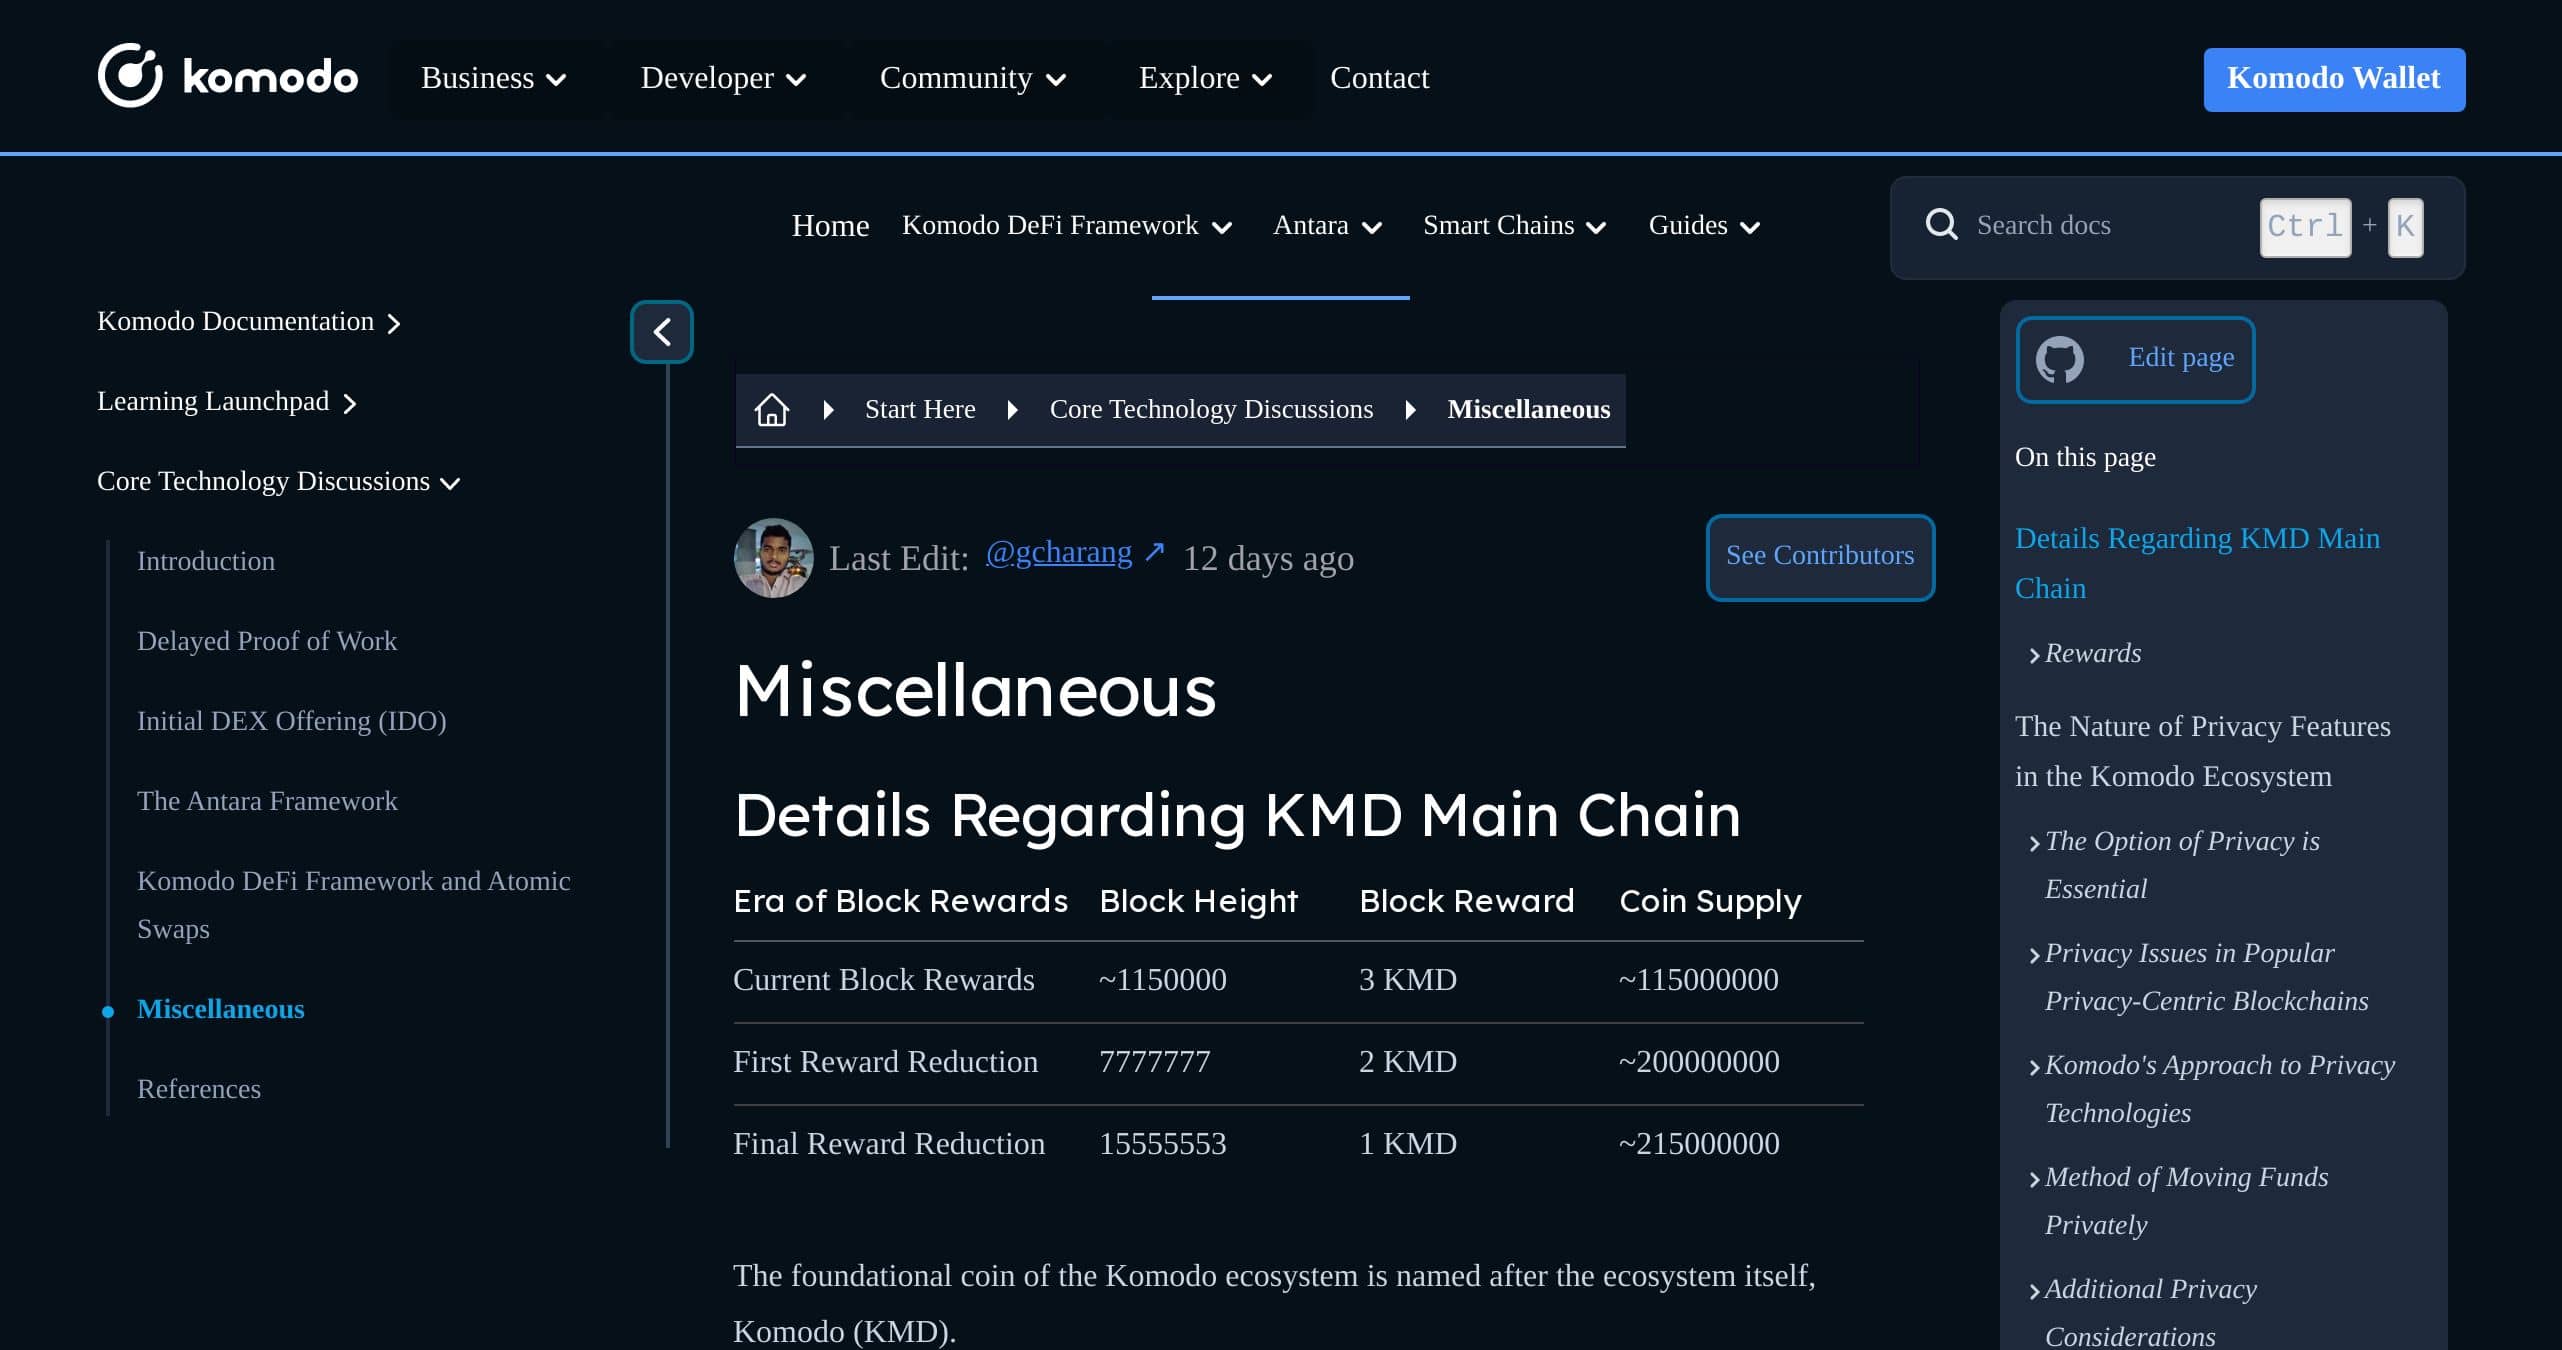 komodo Business Developer Community Explore Contact Komodo Wallet
Home Komodo DeFi Framework Antara Smart Chains Guides Search docs Ctrl + K
Komodo Documentation
Learning Launchpad
Core Technology Discussions
Introduction
Delayed Proof of Work
Initial DEX Offering (IDO)
The Antara Framework
Komodo DeFi Framework and Atomic
Swaps
Miscellaneous
References
Start Here Core Technology Discussions Miscellaneous
Last Edit: @gcharang ↗ 12 days ago See Contributors
Miscellaneous
Details Regarding KMD Main Chain
Era of Block Rewards Block Height Block Reward Coin Supply
Current Block Rewards ~1150000 3 KMD ~115000000
First Reward Reduction 7777777 2 KMD ~200000000
Final Reward Reduction 15555553 1 KMD ~215000000
The foundational coin of the Komodo ecosystem is named after the ecosystem itself,
Komodo (KMD).
Edit page
On this page
Details Regarding KMD Main
Chain
Rewards
The Nature of Privacy Features
in the Komodo Ecosystem
The Option of Privacy is
Essential
Privacy Issues in Popular
Privacy-Centric Blockchains
Komodo's Approach to Privacy
Technologies
Method of Moving Funds
Privately
Additional Privacy
Considerations